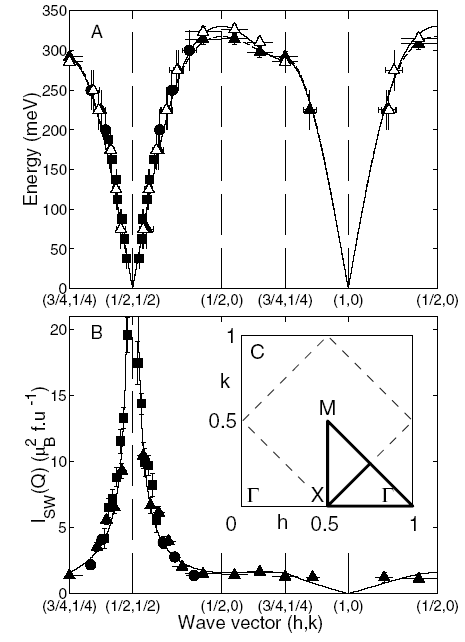 350
300
250
200
150
100
50
0
Energy (meV)
A
(3/4,1/4) (1/2,1/2) (1/2,0) (3/4,1/4) (1,0) (1/2,0)
20
15
10
5
0
I_SW(Q) (μ_B^2 f.u^-1)
B
1
C
k
0.5
M
Γ X Γ
0 h 0.5 1
(3/4,1/4) (1/2,1/2) (1/2,0) (3/4,1/4) (1,0) (1/2,0)
Wave vector (h,k)